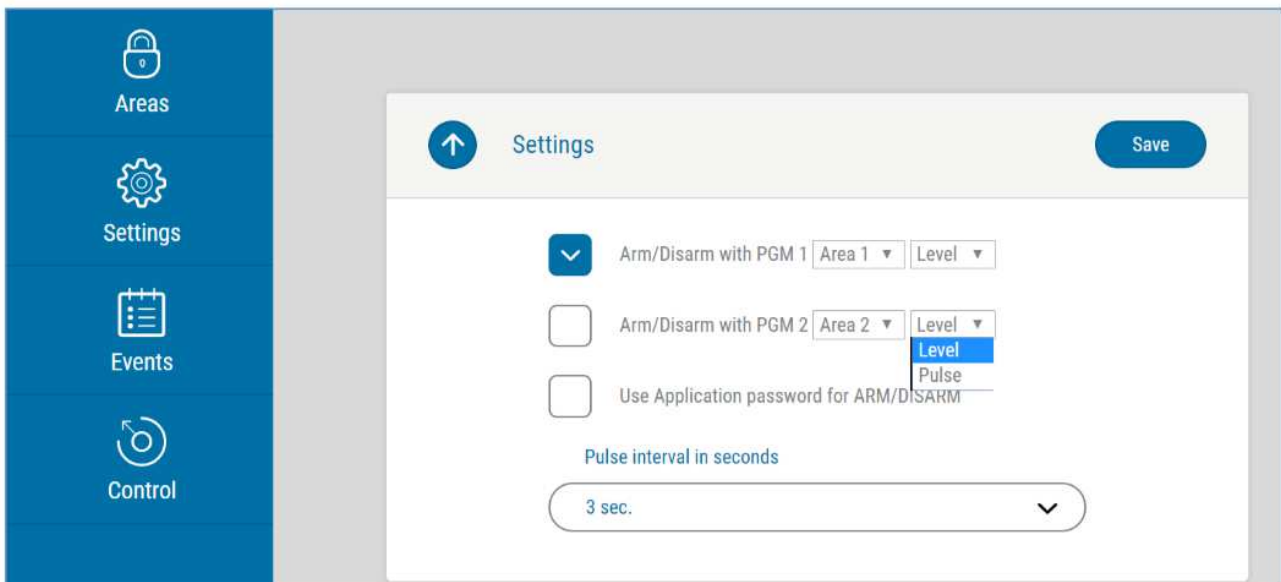 Areas
Settings
Events
Control
Settings
Save
Arm/Disarm with PGM 1 Area 1 Level
Arm/Disarm with PGM 2 Area 2 Level
Level
Pulse
Use Application password for ARM/DISARM
Pulse interval in seconds
3 sec.